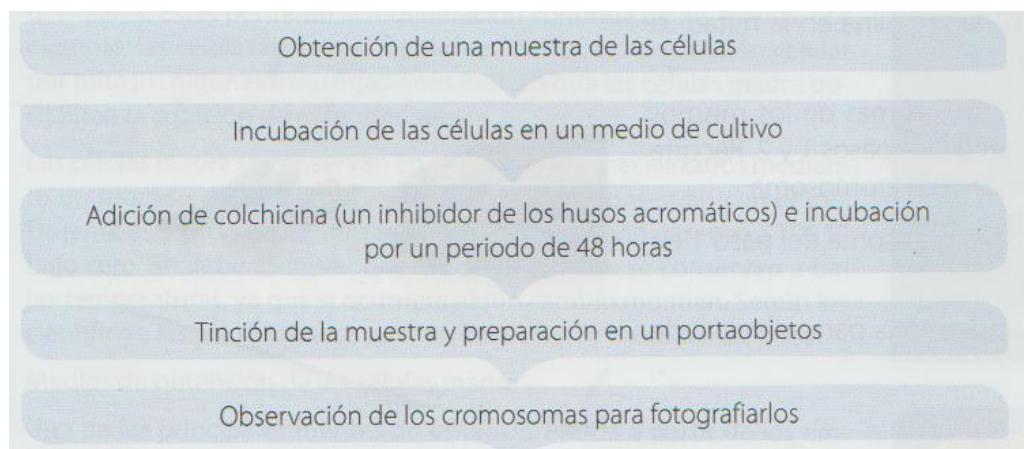 Obtención de una muestra de las células
Incubación de las células en un medio de cultivo
Adición de colchicina (un inhibidor de los husos acromáticos) e incubación
por un periodo de 48 horas
Tinción de la muestra y preparación en un portaobjetos
Observación de los cromosomas para fotografiarlos